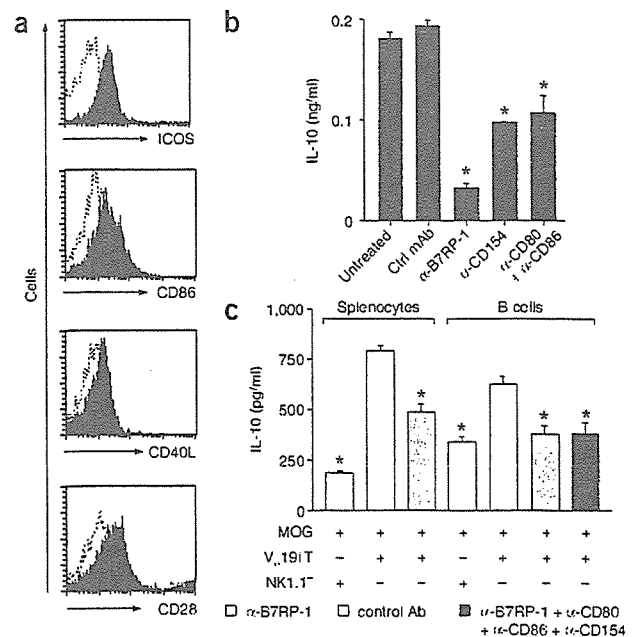 a
Cells
ICOS
CD86
CD40L
CD28
b
IL-10 (ng/ml)
0.2
0.1
0
*
*
*
Untreated
Ctrl mAb
α-B7RP-1
α-CD154
α-CD80
+ α-CD86
c
Splenocytes
B cells
IL-10 (pg/ml)
1,000
750
500
250
0
*
*
*
*
*
MOG + + + + + + +
Vα19iT – + + – + + +
NK1.1⁻ + – – + – – –
α-B7RP-1
control Ab
α-B7RP-1 + α-CD80
+ α-CD86 + α-CD154